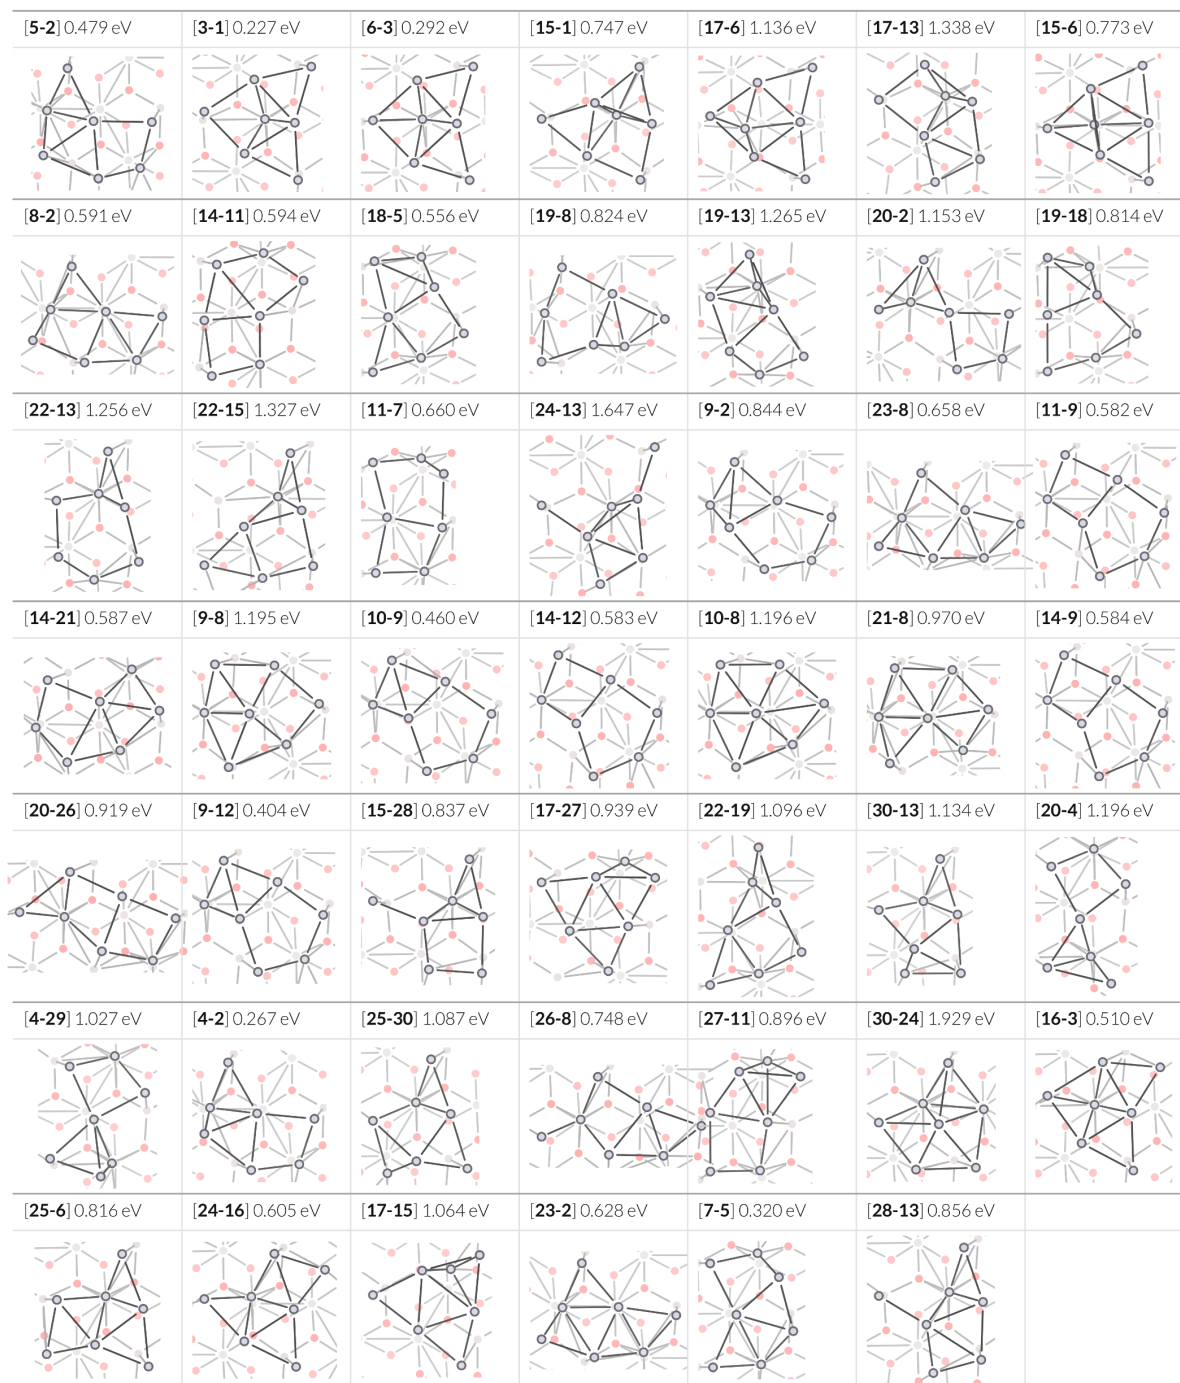 [5-2] 0.479 eV [3-1] 0.227 eV [6-3] 0.292 eV [15-1] 0.747 eV [17-6] 1.136 eV [17-13] 1.338 eV [15-6] 0.773 eV
[8-2] 0.591 eV [14-11] 0.594 eV [18-5] 0.556 eV [19-8] 0.824 eV [19-13] 1.265 eV [20-2] 1.153 eV [19-18] 0.814 eV
[22-13] 1.256 eV [22-15] 1.327 eV [11-7] 0.660 eV [24-13] 1.647 eV [9-2] 0.844 eV [23-8] 0.658 eV [11-9] 0.582 eV
[14-21] 0.587 eV [9-8] 1.195 eV [10-9] 0.460 eV [14-12] 0.583 eV [10-8] 1.196 eV [21-8] 0.970 eV [14-9] 0.584 eV
[20-26] 0.919 eV [9-12] 0.404 eV [15-28] 0.837 eV [17-27] 0.939 eV [22-19] 1.096 eV [30-13] 1.134 eV [20-4] 1.196 eV
[4-29] 1.027 eV [4-2] 0.267 eV [25-30] 1.087 eV [26-8] 0.748 eV [27-11] 0.896 eV [30-24] 1.929 eV [16-3] 0.510 eV
[25-6] 0.816 eV [24-16] 0.605 eV [17-15] 1.064 eV [23-2] 0.628 eV [7-5] 0.320 eV [28-13] 0.856 eV